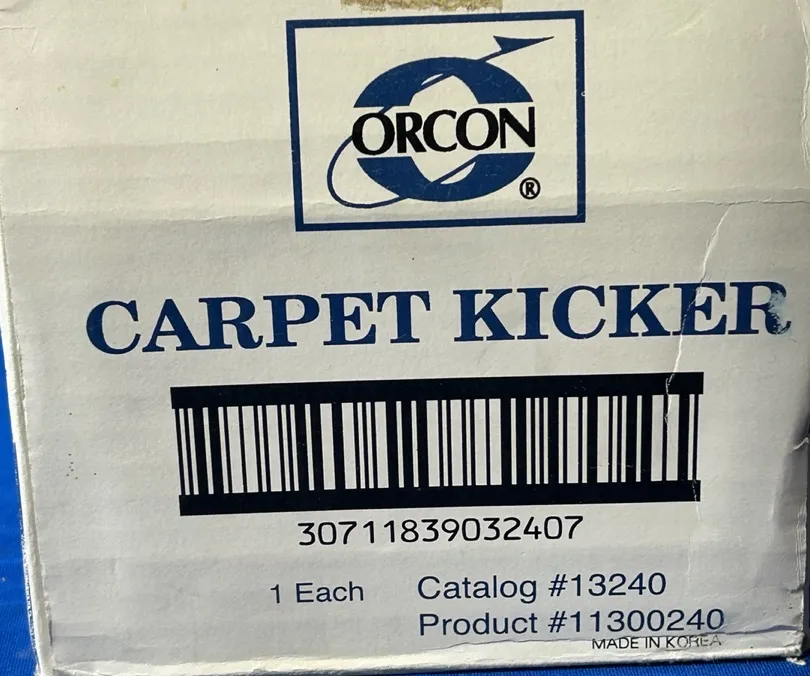 ORCON
®
CARPET KICKER
30711839032407
1 Each Catalog #13240
Product #11300240
MADE IN KOREA